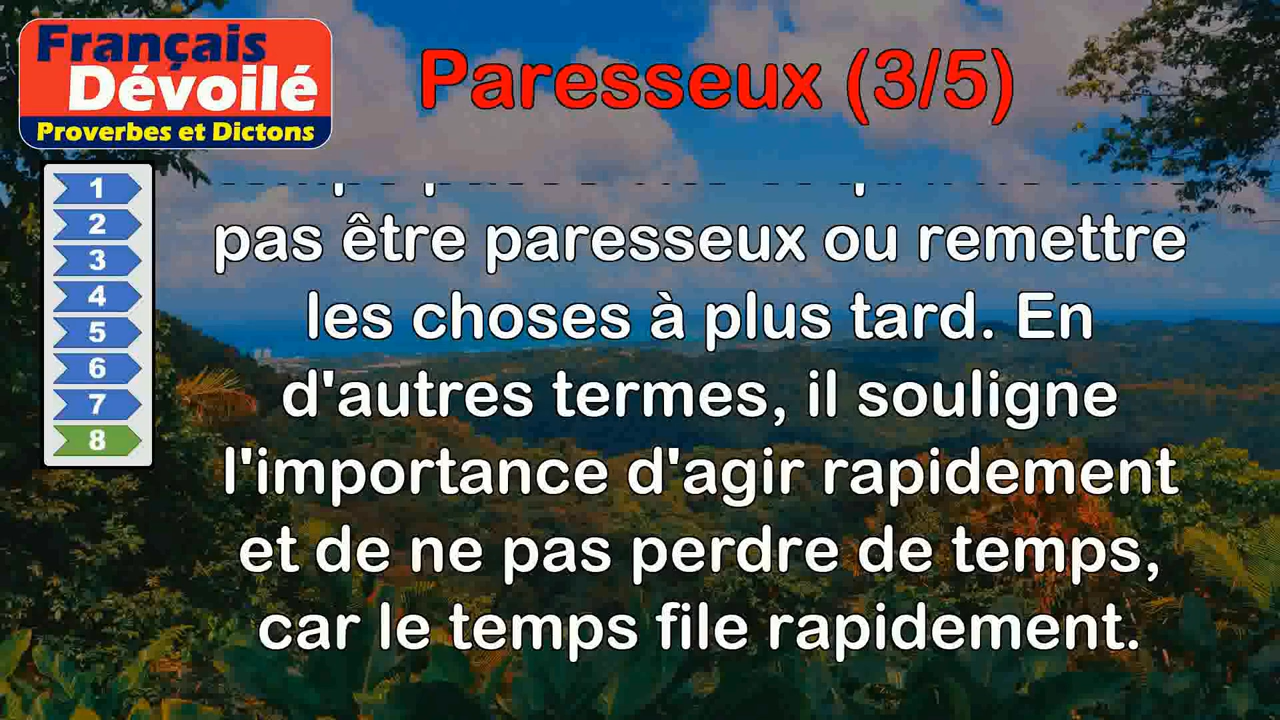 Français
Dévoilé
Proverbes et Dictons
Paresseux (3/5)
1
2
3
4
5
6
7
8
pas être paresseux ou remettre
les choses à plus tard. En
d'autres termes, il souligne
l'importance d'agir rapidement
et de ne pas perdre de temps,
car le temps file rapidement.